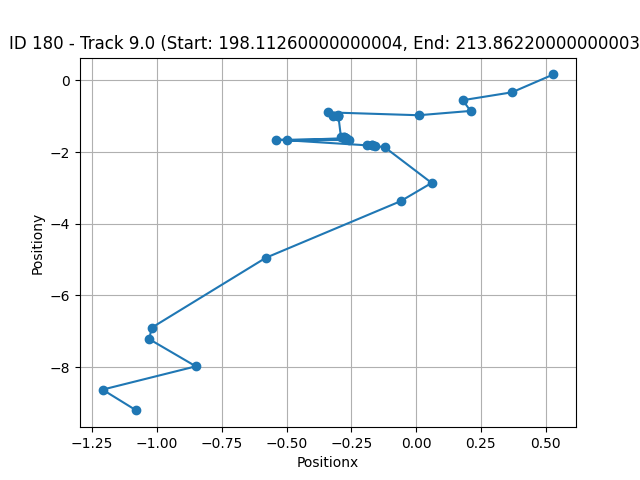 ID 180 - Track 9.0 (Start: 198.11260000000004, End: 213.86220000000003
0
−2
−4
−6
−8
Positiony
−1.25 −1.00 −0.75 −0.50 −0.25 0.00 0.25 0.50
Positionx